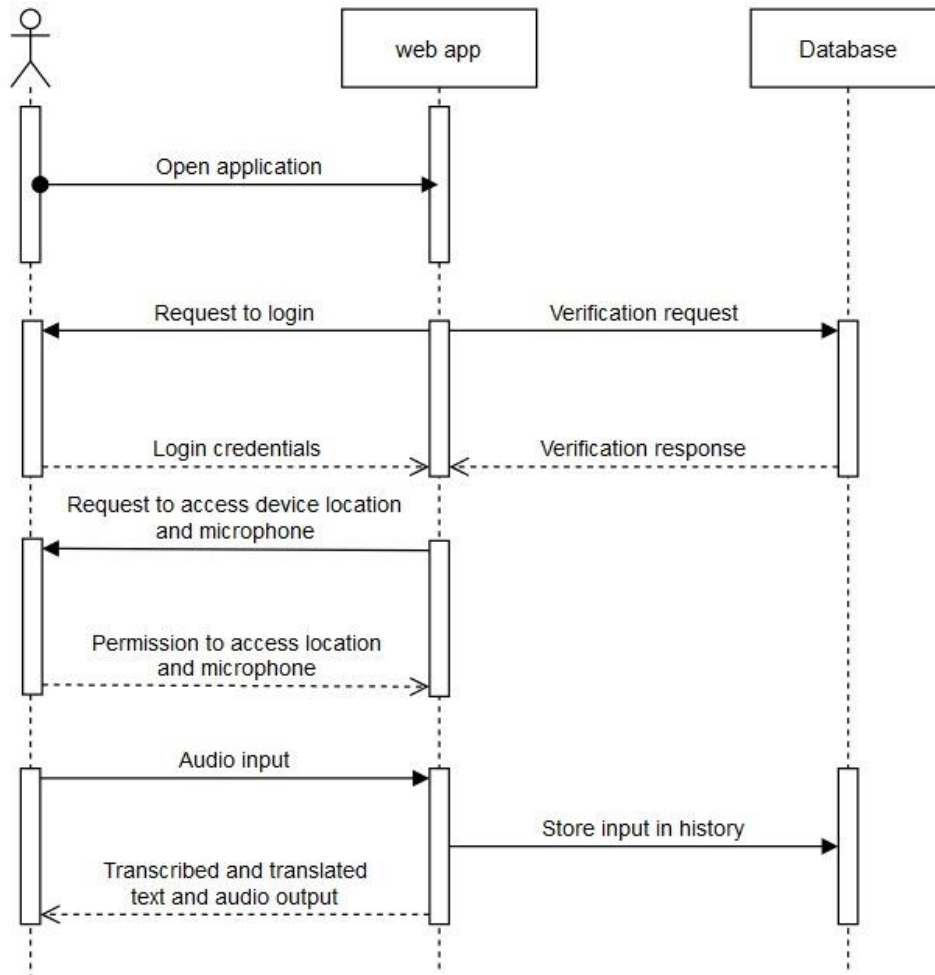 web app
Database
Open application
Request to login
Verification request
Login credentials
Verification response
Request to access device location
and microphone
Permission to access location
and microphone
Audio input
Store input in history
Transcribed and translated
text and audio output